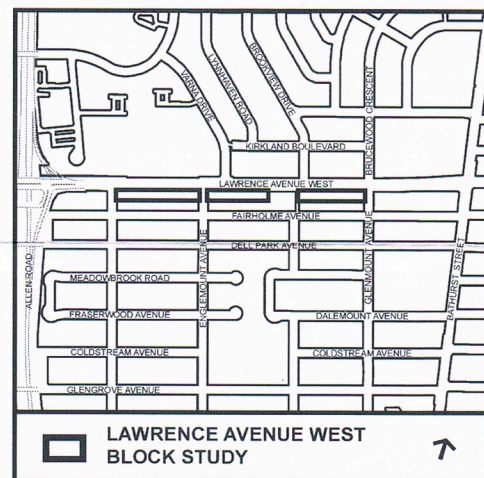 VARNA DRIVE
LYNNHAVEN ROAD
BROOKVIEW DRIVE
BRUCEWOOD CRESCENT
KIRKLAND BOULEVARD
LAWRENCE AVENUE WEST
FAIRHOLME AVENUE
DELL PARK AVENUE
ALLEN ROAD
ENGLEMOUNT AVENUE
GLENMOUNT AVENUE
BATHURST STREET
MEADOWBROOK ROAD
FRASERWOOD AVENUE
DALEMOUNT AVENUE
COLDSTREAM AVENUE
COLDSTREAM AVENUE
GLENGROVE AVENUE
LAWRENCE AVENUE WEST
BLOCK STUDY